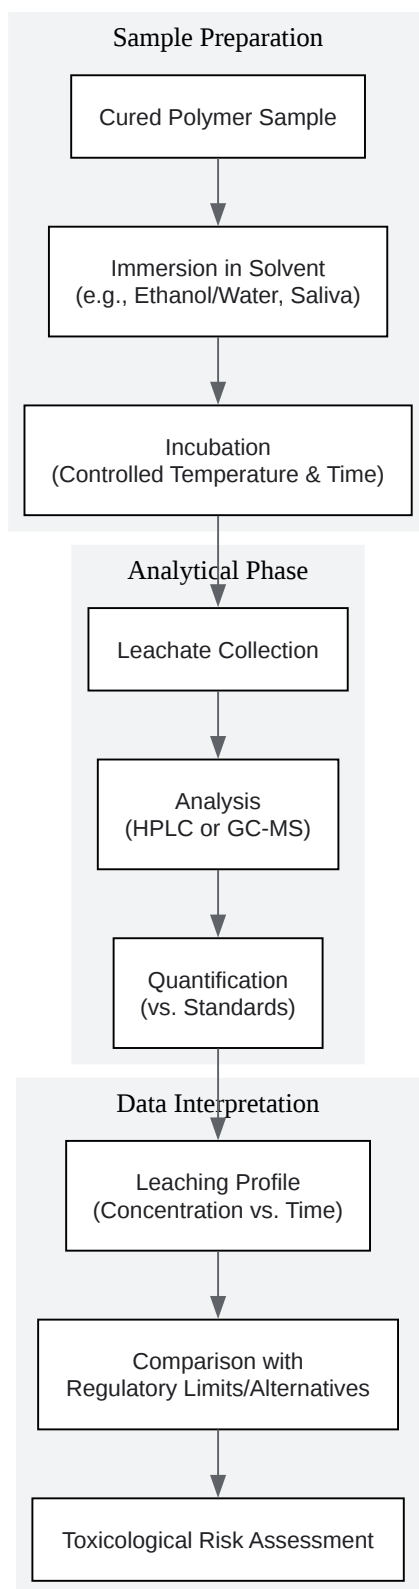 Sample Preparation
Cured Polymer Sample
Immersion in Solvent
(e.g., Ethanol/Water, Saliva)
Incubation
(Controlled Temperature & Time)
Analytical Phase
Leachate Collection
Analysis
(HPLC or GC-MS)
Quantification
(vs. Standards)
Data Interpretation
Leaching Profile
(Concentration vs. Time)
Comparison with
Regulatory Limits/Alternatives
Toxicological Risk Assessment